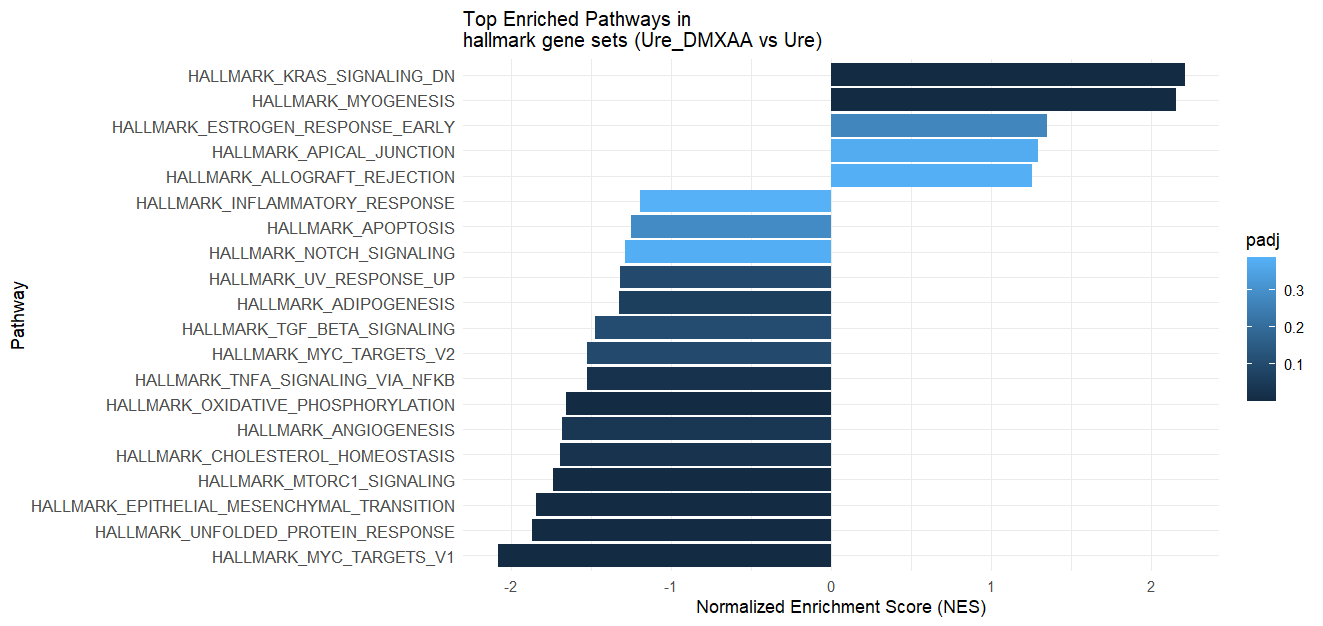 Top Enriched Pathways in
hallmark gene sets (Ure_DMXAA vs Ure)
Pathway
HALLMARK_KRAS_SIGNALING_DN
HALLMARK_MYOGENESIS
HALLMARK_ESTROGEN_RESPONSE_EARLY
HALLMARK_APICAL_JUNCTION
HALLMARK_ALLOGRAFT_REJECTION
HALLMARK_INFLAMMATORY_RESPONSE
HALLMARK_APOPTOSIS
HALLMARK_NOTCH_SIGNALING
HALLMARK_UV_RESPONSE_UP
HALLMARK_ADIPOGENESIS
HALLMARK_TGF_BETA_SIGNALING
HALLMARK_MYC_TARGETS_V2
HALLMARK_TNFA_SIGNALING_VIA_NFKB
HALLMARK_OXIDATIVE_PHOSPHORYLATION
HALLMARK_ANGIOGENESIS
HALLMARK_CHOLESTEROL_HOMEOSTASIS
HALLMARK_MTORC1_SIGNALING
HALLMARK_EPITHELIAL_MESENCHYMAL_TRANSITION
HALLMARK_UNFOLDED_PROTEIN_RESPONSE
HALLMARK_MYC_TARGETS_V1
-2 -1 0 1 2
Normalized Enrichment Score (NES)
padj
0.3
0.2
0.1